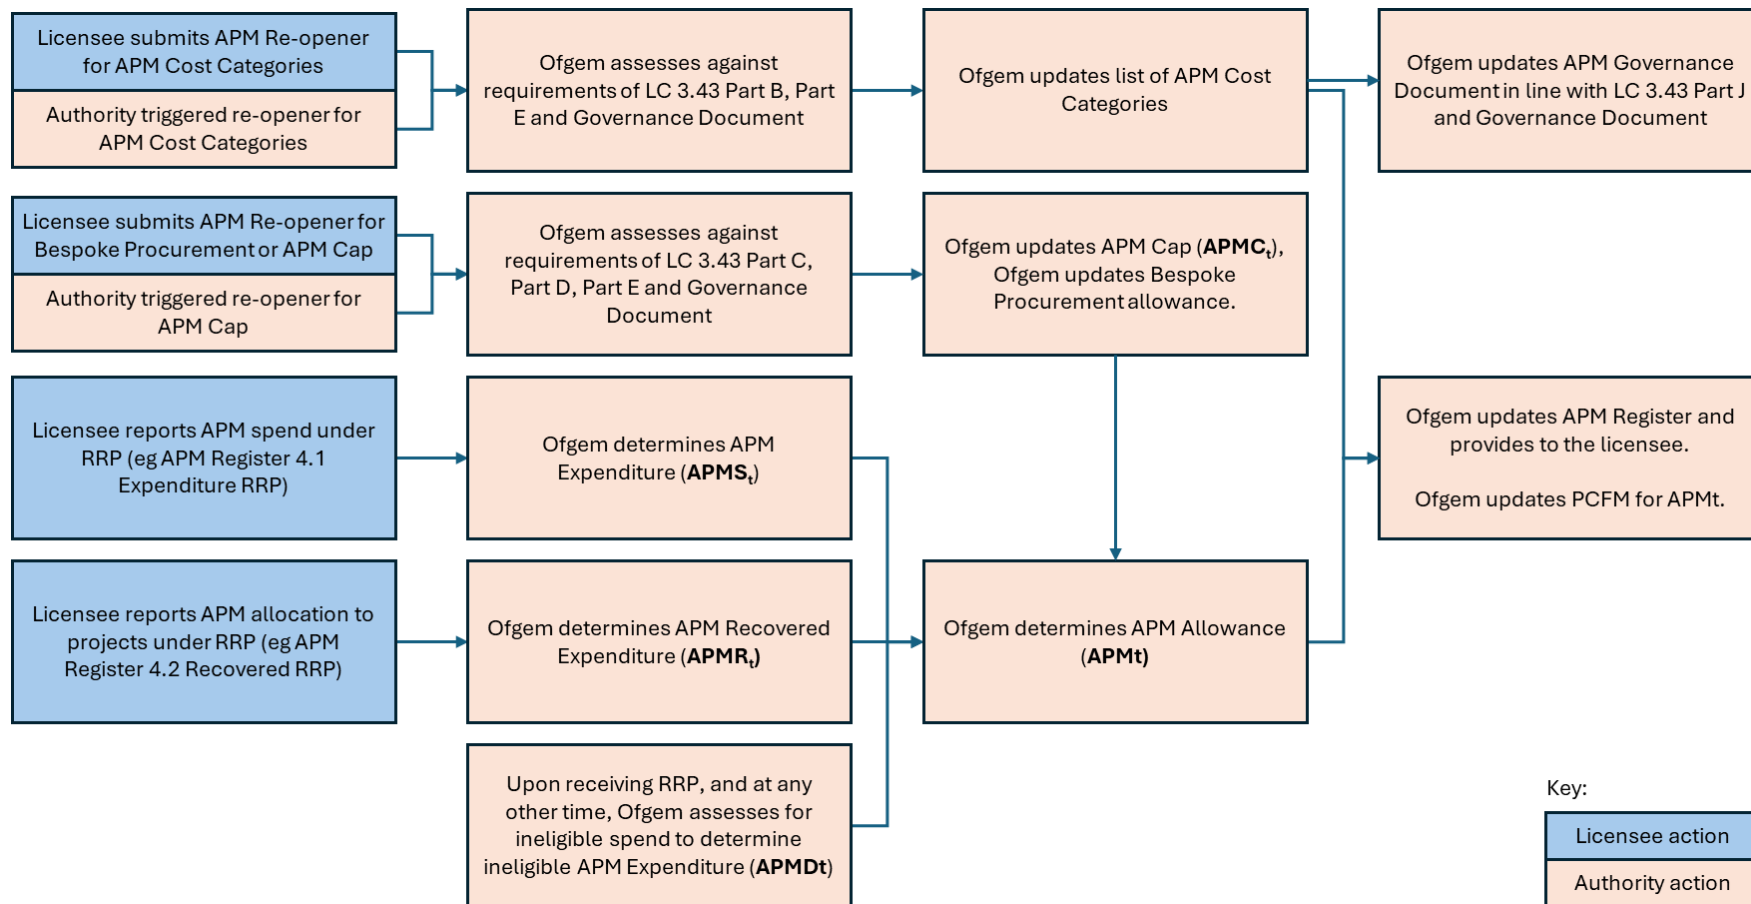 Licensee submits APM Re-opener
for APM Cost Categories
Authority triggered re-opener for
APM Cost Categories
Ofgem assesses against
requirements of LC 3.43 Part B, Part
E and Governance Document
Ofgem updates list of APM Cost
Categories
Ofgem updates APM Governance
Document in line with LC 3.43 Part J
and Governance Document
Licensee submits APM Re-opener for
Bespoke Procurement or APM Cap
Authority triggered re-opener for
APM Cap
Ofgem assesses against
requirements of LC 3.43 Part C,
Part D, Part E and Governance
Document
Ofgem updates APM Cap (APMCt),
Ofgem updates Bespoke
Procurement allowance.
Licensee reports APM spend under
RRP (eg APM Register 4.1
Expenditure RRP)
Ofgem determines APM
Expenditure (APMSt)
Ofgem updates APM Register and
provides to the licensee.
Ofgem updates PCFM for APMt.
Licensee reports APM allocation to
projects under RRP (eg APM
Register 4.2 Recovered RRP)
Ofgem determines APM Recovered
Expenditure (APMRt)
Ofgem determines APM Allowance
(APMt)
Upon receiving RRP, and at any
other time, Ofgem assesses for
ineligible spend to determine
ineligible APM Expenditure (APMDt)
Key:
Licensee action
Authority action